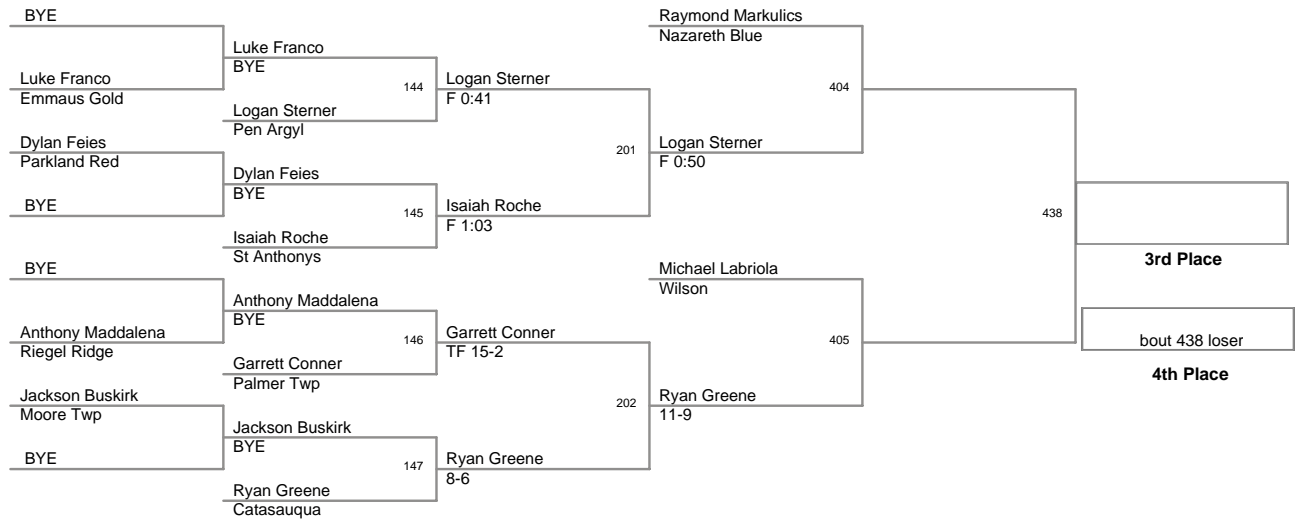 BYE
Luke Franco
Emmaus Gold
Dylan Feies
Parkland Red
BYE
BYE
Anthony Maddalena
Riegel Ridge
Jackson Buskirk
Moore Twp
BYE
Luke Franco
BYE
144
Logan Sterner
Pen Argyl
Dylan Feies
BYE
145
Isaiah Roche
St Anthonys
Anthony Maddalena
BYE
146
Garrett Conner
Palmer Twp
Jackson Buskirk
BYE
147
Ryan Greene
Catasauqua
Logan Sterner
F 0:41
201
Isaiah Roche
F 1:03
Garrett Conner
TF 15-2
202
Ryan Greene
8-6
Raymond Markulics
Nazareth Blue
404
Logan Sterner
F 0:50
Michael Labriola
Wilson
405
Ryan Greene
11-9
438
3rd Place
bout 438 loser
4th Place